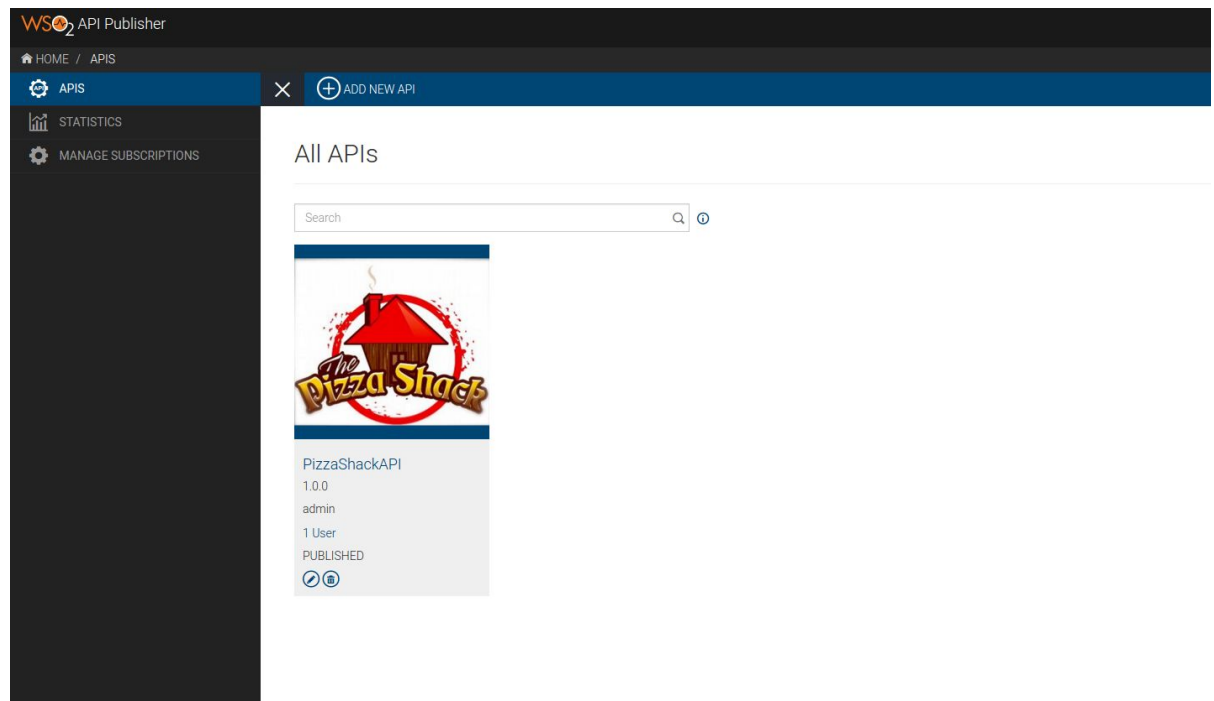 WSO2 API Publisher
HOME / APIS
APIS
STATISTICS
MANAGE SUBSCRIPTIONS
ADD NEW API
All APIs
Search
The
Pizza Shack
PizzaShackAPI
1.0.0
admin
1 User
PUBLISHED